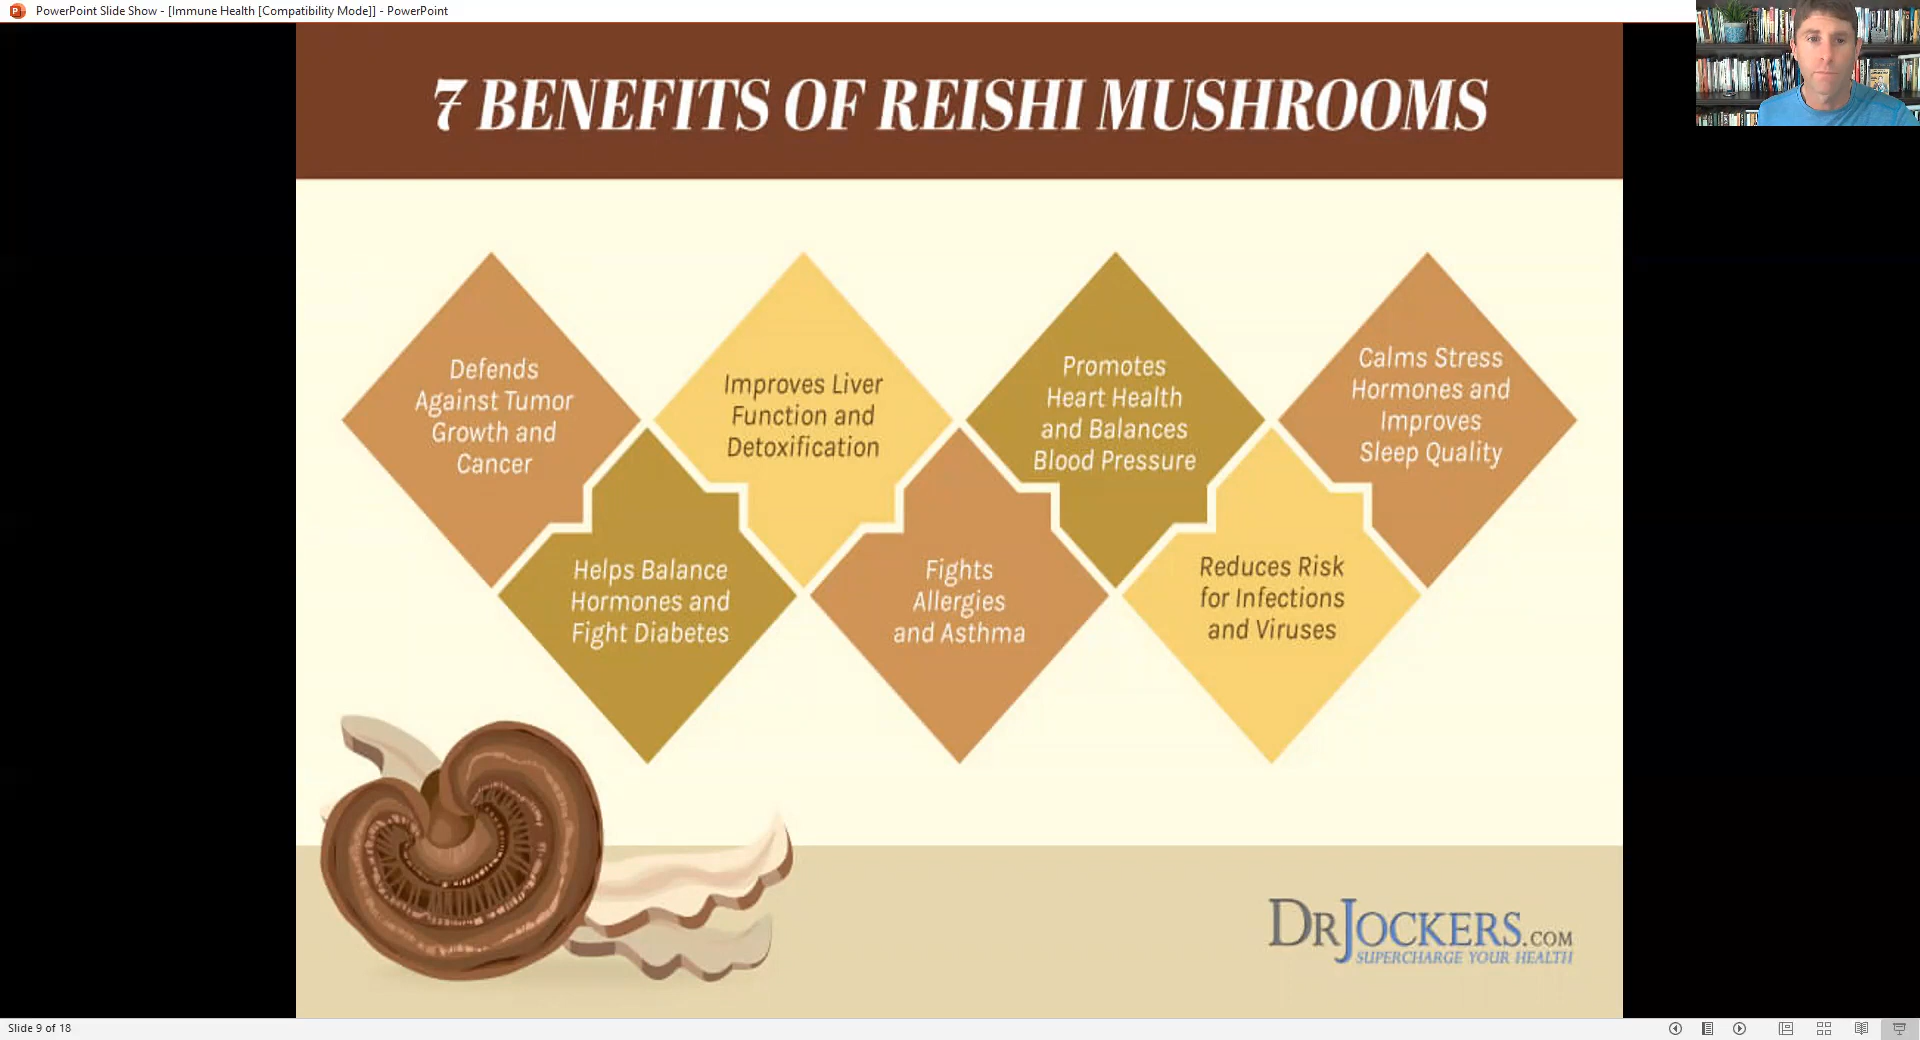 PowerPoint Slide Show - [Immune Health [Compatibility Mode]] - PowerPoint
7 BENEFITS OF REISHI MUSHROOMS
Defends
Against Tumor
Growth and
Cancer
Helps Balance
Hormones and
Fight Diabetes
Improves Liver
Function and
Detoxification
Fights
Allergies
and Asthma
Promotes
Heart Health
and Balances
Blood Pressure
Reduces Risk
for Infections
and Viruses
Calms Stress
Hormones and
Improves
Sleep Quality
DRJOCKERS.COM
SUPERCHARGE YOUR HEALTH
Slide 9 of 18